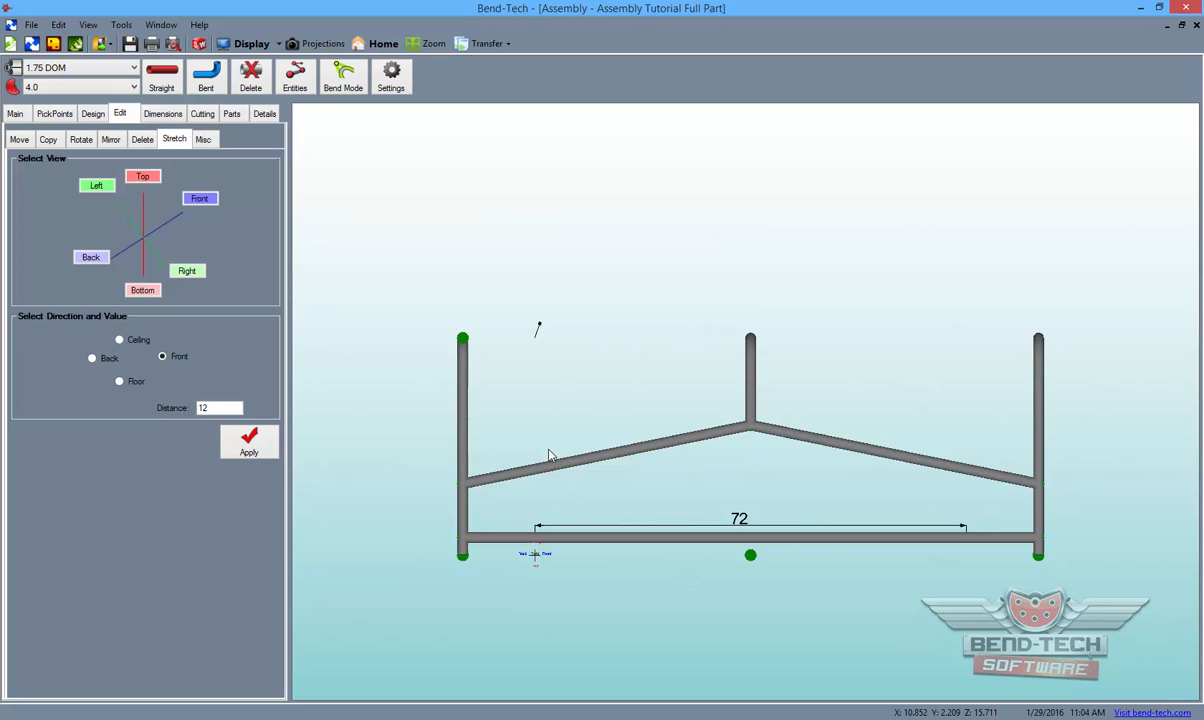 Bend-Tech - [Assembly - Assembly Tutorial Full Part]
File Edit View Tools Window Help
Display Projections Home Zoom Transfer
1.75 DOM
4.0
Straight Bent Delete Entities Bend Mode Settings
Main PickPoints Design Edit Dimensions Cutting Parts Details
Move Copy Rotate Mirror Delete Stretch Misc
Select View
Top
Left
Front
Back
Right
Bottom
Select Direction and Value
Ceiling
Back Front
Floor
Distance: 12
Apply
72
BEND-TECH
SOFTWARE
X: 10.852 Y: 2.209 Z: 15.711 1/29/2016 11:04 AM Visit bend-tech.com